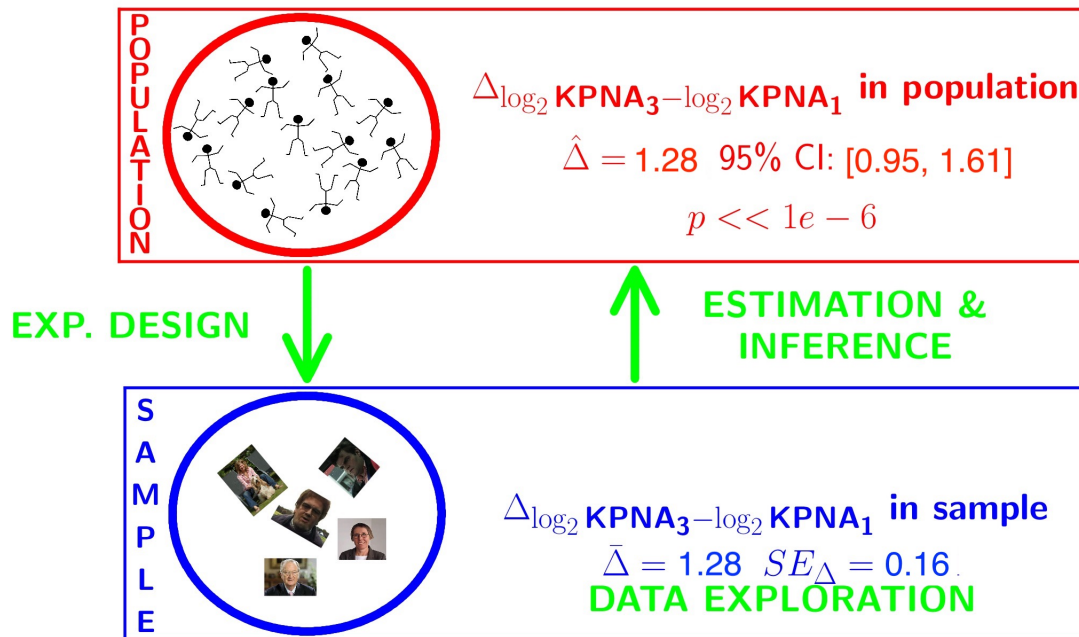 POPULATION
Δlog₂ KPNA₃−log₂ KPNA₁ in population
Δ̂ = 1.28 95% CI: [0.95, 1.61]
p << 1e − 6
EXP. DESIGN
ESTIMATION &
INFERENCE
SAMPLE
Δlog₂ KPNA₃−log₂ KPNA₁ in sample
Δ̄ = 1.28 SE_Δ = 0.16
DATA EXPLORATION